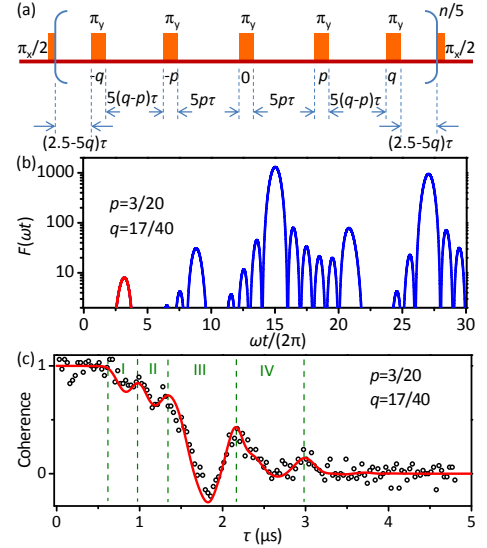 (a)
π_y π_y π_y π_y π_y n/5
π_x/2 π_x/2
-q -p 0 p q
5(q-p)τ 5pτ 5pτ 5(q-p)τ
(2.5-5q)τ (2.5-5q)τ
(b)
1000
100
10
F(ωt)
p=3/20
q=17/40
0 5 10 15 20 25 30
ωt/(2π)
(c)
1
0
Coherence
I II III IV
p=3/20
q=17/40
0 1 2 3 4 5
τ (μs)